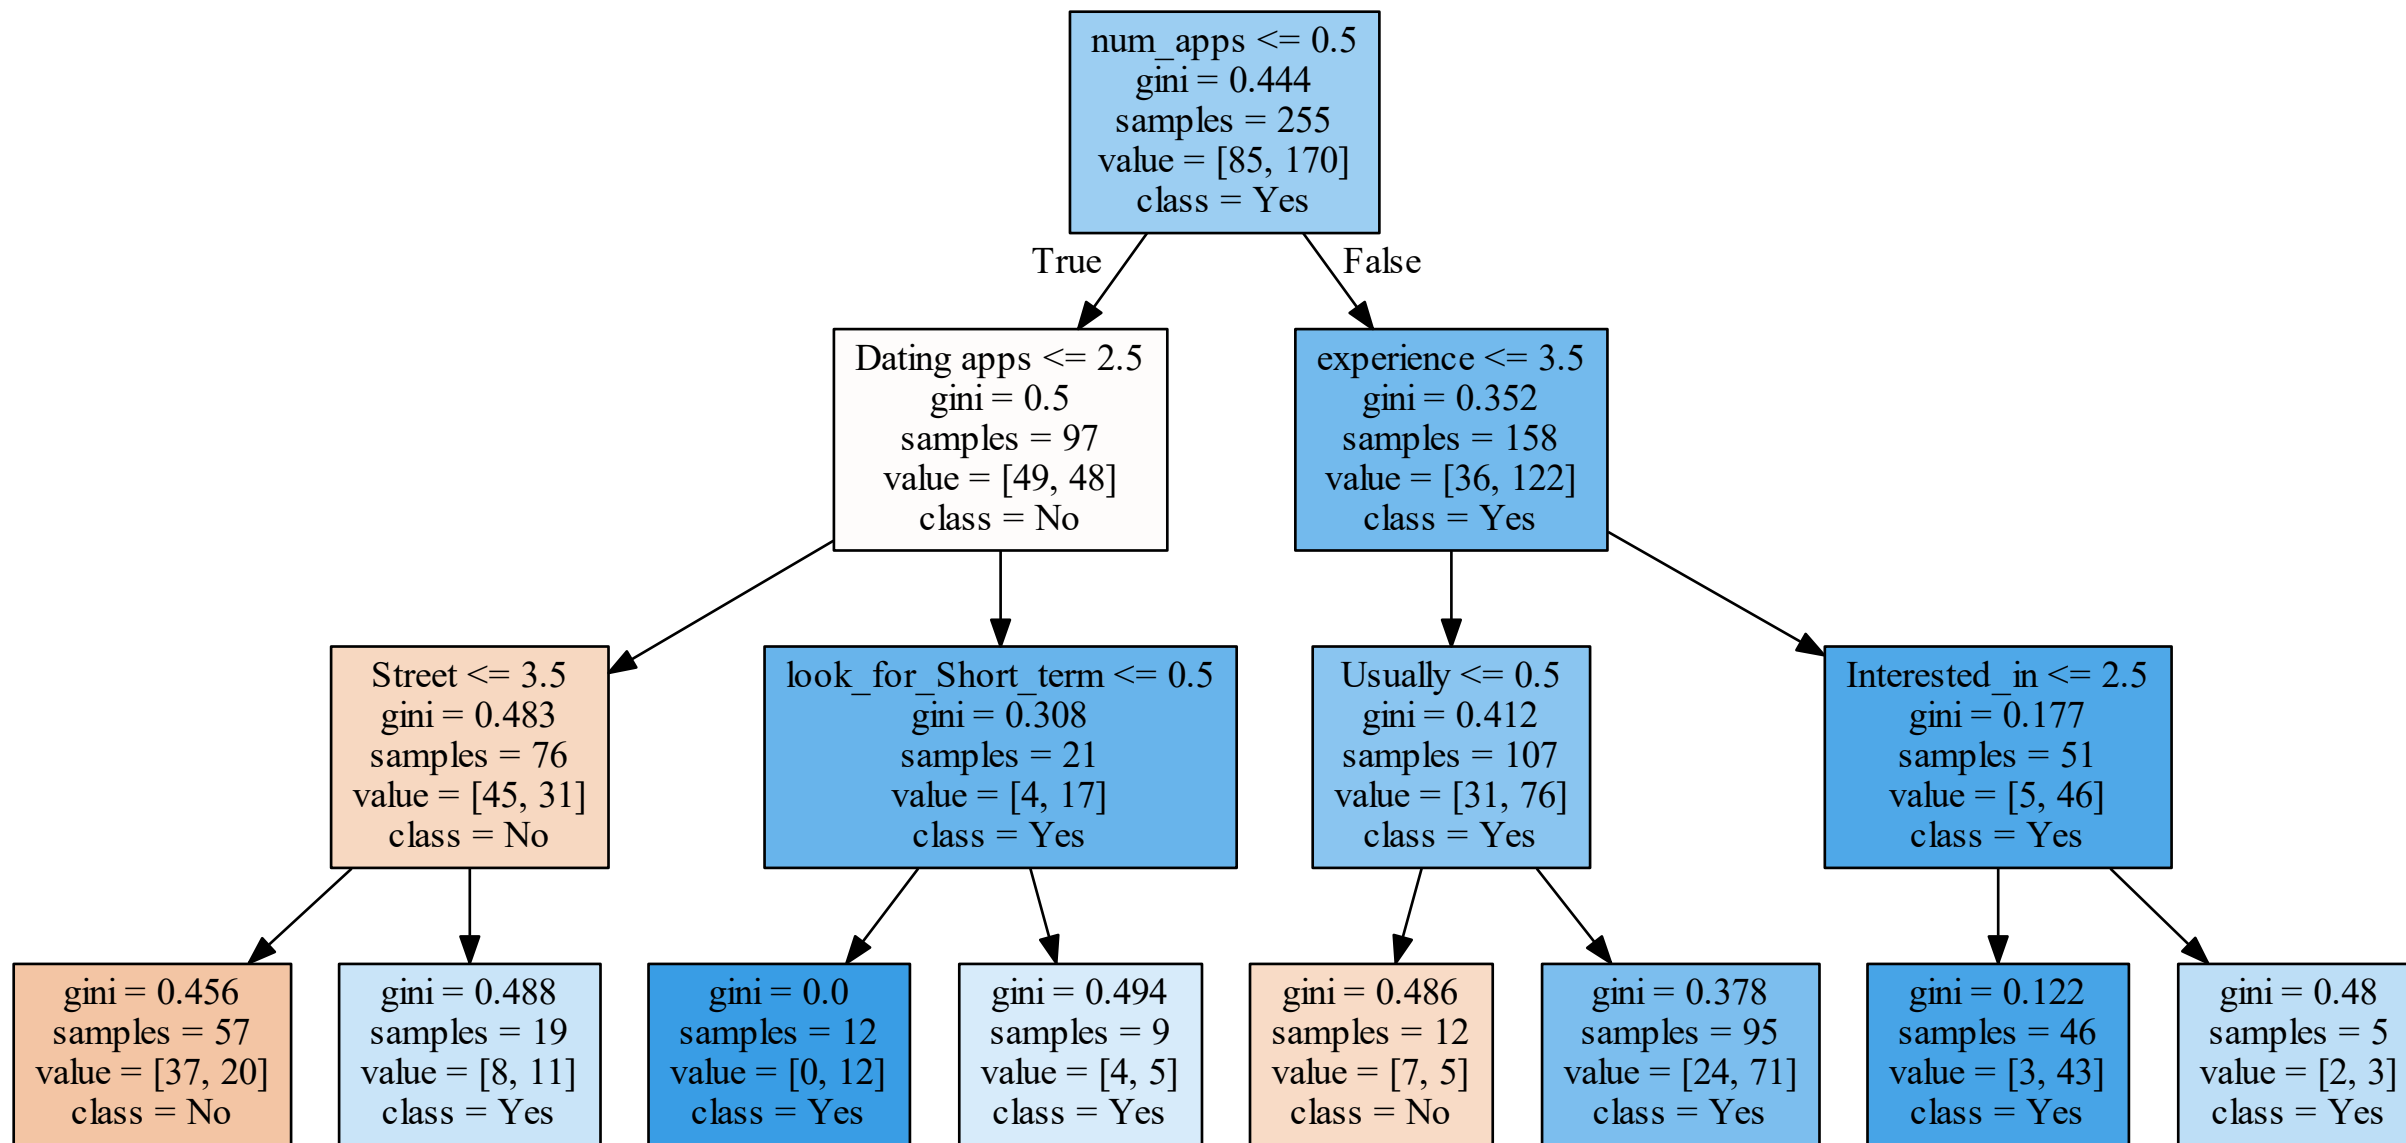 num_apps <= 0.5
gini = 0.444
samples = 255
value = [85, 170]
class = Yes
True
False
Dating apps <= 2.5
gini = 0.5
samples = 97
value = [49, 48]
class = No
experience <= 3.5
gini = 0.352
samples = 158
value = [36, 122]
class = Yes
Street <= 3.5
gini = 0.483
samples = 76
value = [45, 31]
class = No
look_for_Short_term <= 0.5
gini = 0.308
samples = 21
value = [4, 17]
class = Yes
Usually <= 0.5
gini = 0.412
samples = 107
value = [31, 76]
class = Yes
Interested_in <= 2.5
gini = 0.177
samples = 51
value = [5, 46]
class = Yes
gini = 0.456
samples = 57
value = [37, 20]
class = No
gini = 0.488
samples = 19
value = [8, 11]
class = Yes
gini = 0.0
samples = 12
value = [0, 12]
class = Yes
gini = 0.494
samples = 9
value = [4, 5]
class = Yes
gini = 0.486
samples = 12
value = [7, 5]
class = No
gini = 0.378
samples = 95
value = [24, 71]
class = Yes
gini = 0.122
samples = 46
value = [3, 43]
class = Yes
gini = 0.48
samples = 5
value = [2, 3]
class = Yes